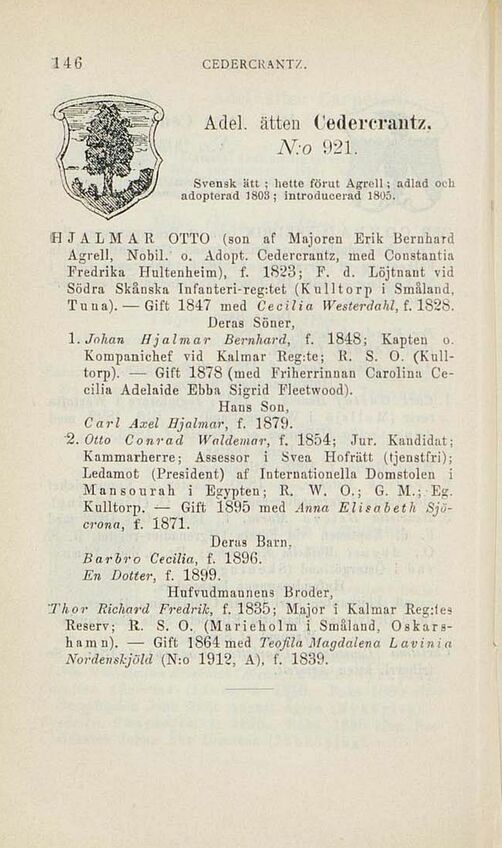 146
CEDERCRANTZ.
Adel. ätten Cedercrantz.
N:o 921.
Svensk ätt ; hette förut Agrell ; adlad och
adopterad 1803 ; introducerad 1805.
HJALMAR OTTO (son af Majoren Erik Bernhard
Agrell, Nobil. o. Adopt. Cedercrantz, med Constantia
Fredrika Hultenheim), f. 1823; F. d. Löjtnant vid
Södra Skånska Infanteri-reg:tet (Kulltorp i Småland,
Tuna). — Gift 1847 med Cecilia Westerdahl, f. 1828.
Deras Söner,
1. Johan Hjalmar Bernhard, f. 1848; Kapten o.
Kompanichef vid Kalmar Reg:te; R. S. O. (Kull-
torp). — Gift 1878 (med Friherrinnan Carolina Ce-
cilia Adelaide Ebba Sigrid Fleetwood).
Hans Son,
Carl Axel Hjalmar, f. 1879.
2. Otto Conrad Waldemar, f. 1854; Jur. Kandidat;
Kammarherre; Assessor i Svea Hofrätt (tjenstfri);
Ledamot (President) af Internationella Domstolen i
Mansourah i Egypten; R. W. O.; G. M.; Eg.
Kulltorp. — Gift 1895 med Anna Elisabeth Sjö-
crona, f. 1871.
Deras Barn,
Barbro Cecilia, f. 1896.
En Dotter, f. 1899.
Hufvudmannens Broder,
Thor Richard Fredrik, f. 1835; Major i Kalmar Reg:tes
Reserv; R. S. O. (Marieholm i Småland, Oskars-
hamn). — Gift 1864 med Teofila Magdalena Lavinia
Nordenskjöld (N:o 1912, A), f. 1839.